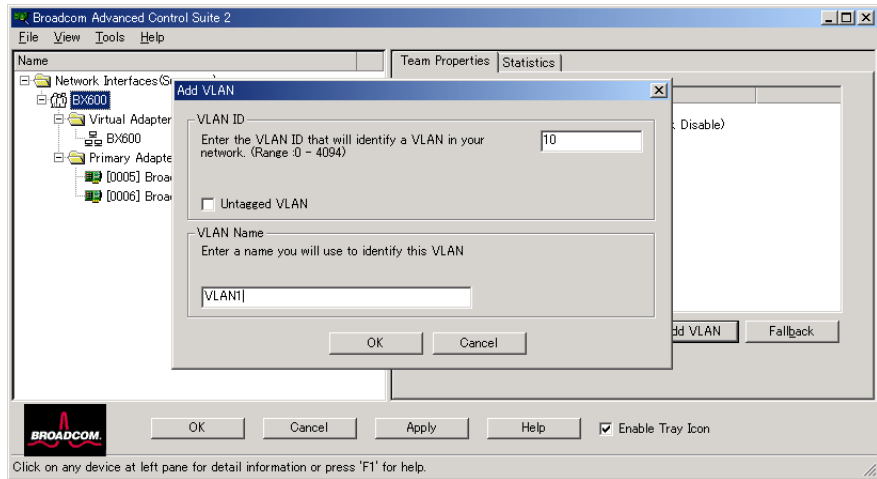 Broadcom Advanced Control Suite 2
File View Tools Help
Name
Team Properties Statistics
Network Interfaces
BX600
Virtual Adapter
BX600
Primary Adapte
[0005] Broa
[0006] Broa
Disable)
Add VLAN
VLAN ID
Enter the VLAN ID that will identify a VLAN in your
network. (Range :0 - 4094)
10
Untagged VLAN
VLAN Name
Enter a name you will use to identify this VLAN
VLAN1
OK Cancel
dd VLAN Fallback
BROADCOM.
OK Cancel Apply Help Enable Tray Icon
Click on any device at left pane for detail information or press 'F1' for help.